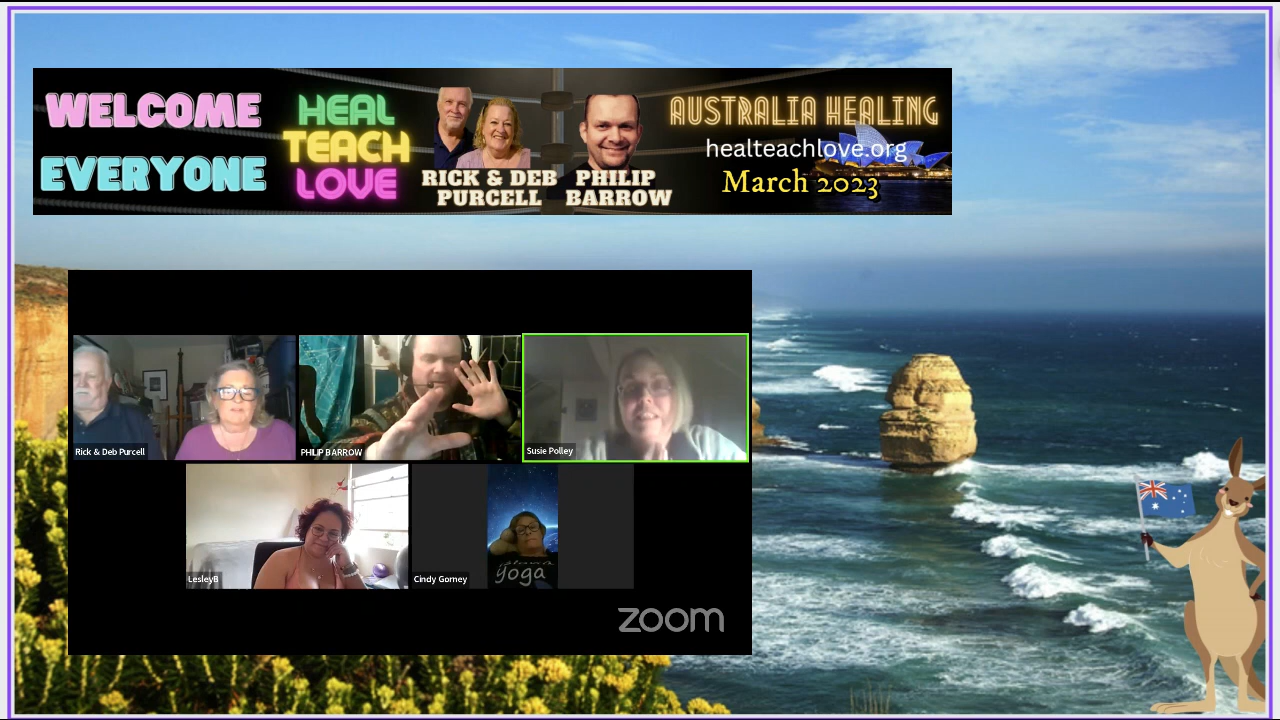 WELCOME
EVERYONE
HEAL
TEACH
LOVE
RICK & DEB
PURCELL
PHILIP
BARROW
AUSTRALIA HEALING
healteachlove.org
March 2023
Rick & Deb Purcell
PHILIP BARROW
Susie Polley
LesleyB
Cindy Gorney
yoga
zoom